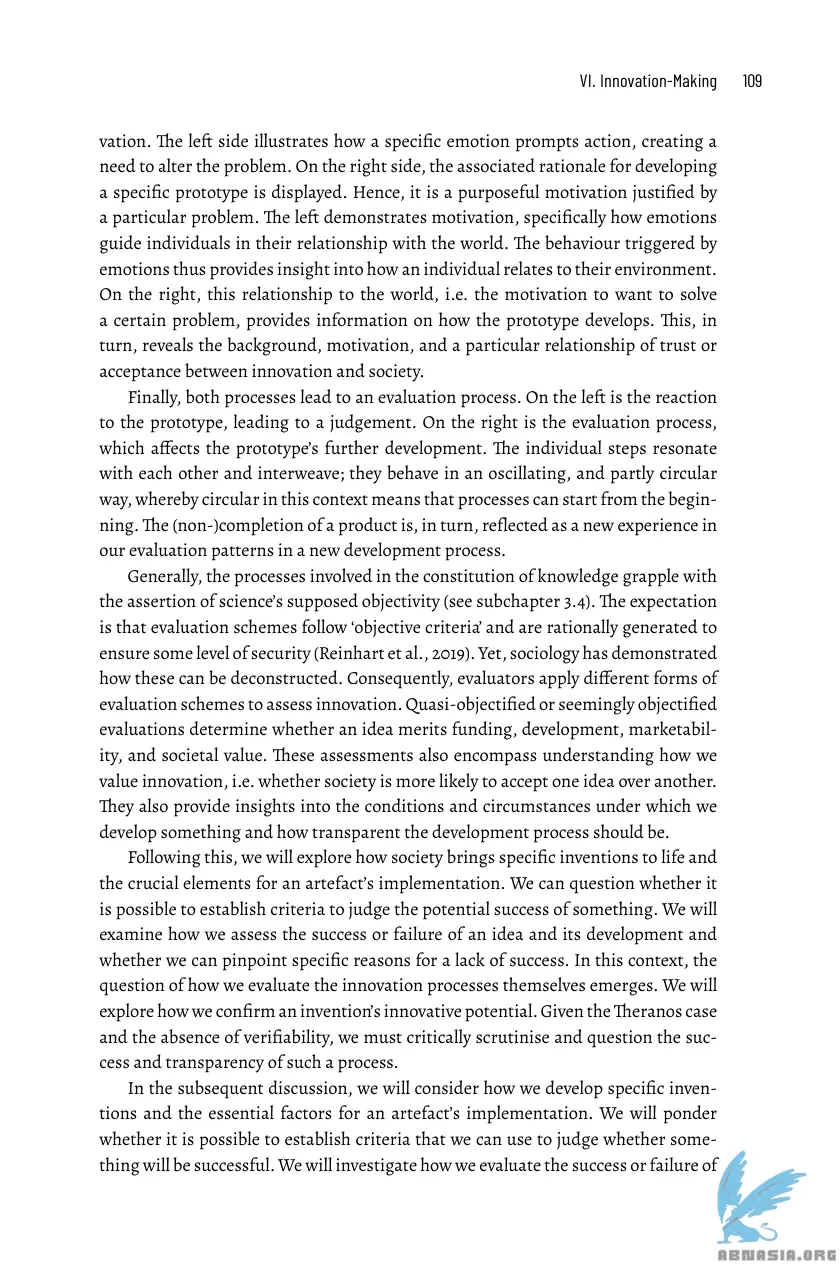 VI. Innovation-Making 109
vation. The left side illustrates how a specific emotion prompts action, creating a
need to alter the problem. On the right side, the associated rationale for developing
a specific prototype is displayed. Hence, it is a purposeful motivation justified by
a particular problem. The left demonstrates motivation, specifically how emotions
guide individuals in their relationship with the world. The behaviour triggered by
emotions thus provides insight into how an individual relates to their environment.
On the right, this relationship to the world, i.e. the motivation to want to solve
a certain problem, provides information on how the prototype develops. This, in
turn, reveals the background, motivation, and a particular relationship of trust or
acceptance between innovation and society.
Finally, both processes lead to an evaluation process. On the left is the reaction
to the prototype, leading to a judgement. On the right is the evaluation process,
which affects the prototype's further development. The individual steps resonate
with each other and interweave; they behave in an oscillating, and partly circular
way, whereby circular in this context means that processes can start from the begin-
ning. The (non-)completion of a product is, in turn, reflected as a new experience in
our evaluation patterns in a new development process.
Generally, the processes involved in the constitution of knowledge grapple with
the assertion of science's supposed objectivity (see subchapter 3.4). The expectation
is that evaluation schemes follow 'objective criteria' and are rationally generated to
ensure some level of security (Reinhart et al., 2019). Yet, sociology has demonstrated
how these can be deconstructed. Consequently, evaluators apply different forms of
evaluation schemes to assess innovation. Quasi-objectified or seemingly objectified
evaluations determine whether an idea merits funding, development, marketabil-
ity, and societal value. These assessments also encompass understanding how we
value innovation, i.e. whether society is more likely to accept one idea over another.
They also provide insights into the conditions and circumstances under which we
develop something and how transparent the development process should be.
Following this, we will explore how society brings specific inventions to life and
the crucial elements for an artefact's implementation. We can question whether it
is possible to establish criteria to judge the potential success of something. We will
examine how we assess the success or failure of an idea and its development and
whether we can pinpoint specific reasons for a lack of success. In this context, the
question of how we evaluate the innovation processes themselves emerges. We will
explore how we confirm an invention's innovative potential. Given the Theranos case
and the absence of verifiability, we must critically scrutinise and question the suc-
cess and transparency of such a process.
In the subsequent discussion, we will consider how we develop specific inven-
tions and the essential factors for an artefact's implementation. We will ponder
whether it is possible to establish criteria that we can use to judge whether some-
thing will be successful. We will investigate how we evaluate the success or failure of
ABNASIA.ORG